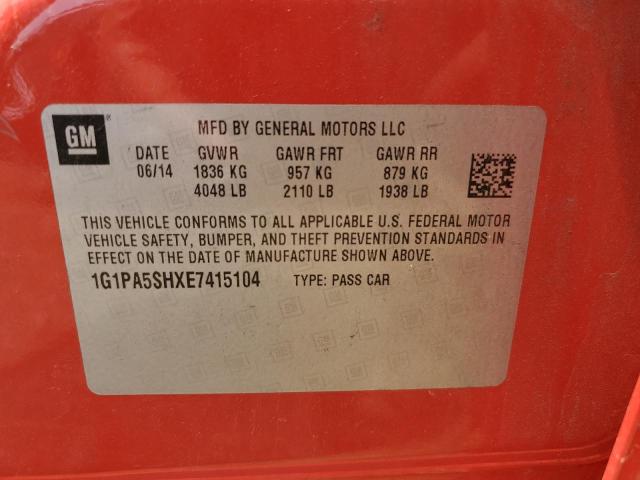 GM ®
MFD BY GENERAL MOTORS LLC
DATE GVWR GAWR FRT GAWR RR
06/14 1836 KG 957 KG 879 KG
4048 LB 2110 LB 1938 LB
THIS VEHICLE CONFORMS TO ALL APPLICABLE U.S. FEDERAL MOTOR
VEHICLE SAFETY, BUMPER, AND THEFT PREVENTION STANDARDS IN
EFFECT ON THE DATE OF MANUFACTURE SHOWN ABOVE.
1G1PA5SHXE7415104 TYPE: PASS CAR